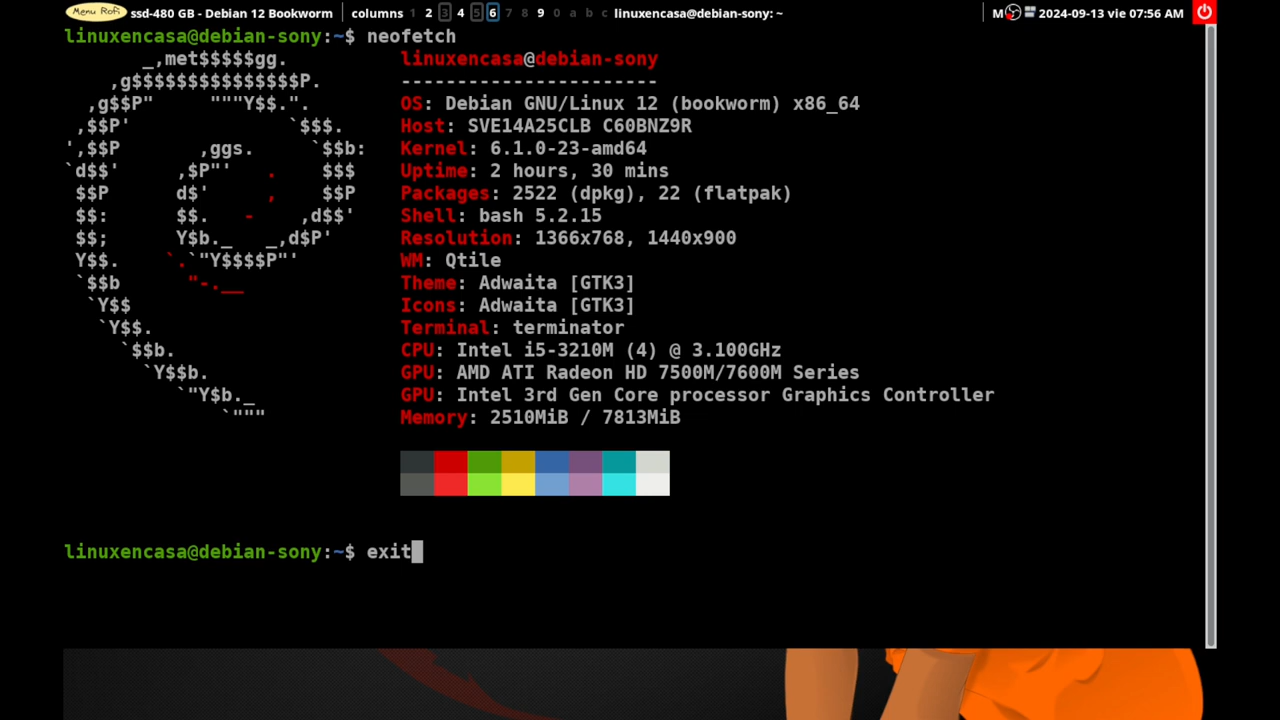 Menu Rofi ssd-480 GB - Debian 12 Bookworm columns 1 2 3 4 5 6 7 8 9 0 a b c linuxencasa@debian-sony: ~ M 2024-09-13 vie 07:56 AM
linuxencasa@debian-sony:~$ neofetch
       _,met$$$$$gg.
    ,g$$$$$$$$$$$$$$$P.
  ,g$$P"     """Y$$.".
 ,$$P'              `$$$.
',$$P       ,ggs.     `$$b:
`d$$'     ,$P"'   .    $$$
 $$P      d$'     ,    $$P
 $$:      $$.   -    ,d$$'
 $$;      Y$b._   _,d$P'
 Y$$.    `.`"Y$$$$P"'
 `$$b      "-.__
  `Y$$
   `Y$$.
     `$$b.
       `Y$$b.
          `"Y$b._
              `"""
linuxencasa@debian-sony
-----------------------
OS: Debian GNU/Linux 12 (bookworm) x86_64
Host: SVE14A25CLB C60BNZ9R
Kernel: 6.1.0-23-amd64
Uptime: 2 hours, 30 mins
Packages: 2522 (dpkg), 22 (flatpak)
Shell: bash 5.2.15
Resolution: 1366x768, 1440x900
WM: Qtile
Theme: Adwaita [GTK3]
Icons: Adwaita [GTK3]
Terminal: terminator
CPU: Intel i5-3210M (4) @ 3.100GHz
GPU: AMD ATI Radeon HD 7500M/7600M Series
GPU: Intel 3rd Gen Core processor Graphics Controller
Memory: 2510MiB / 7813MiB
linuxencasa@debian-sony:~$ exit